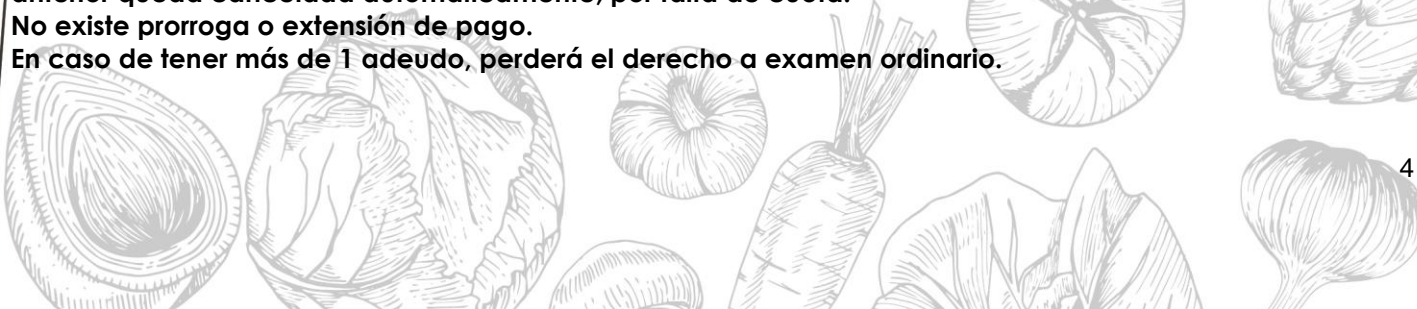 No existe prorroga o extensión de pago.
En caso de tener más de 1 adeudo, perderá el derecho a examen ordinario.
4